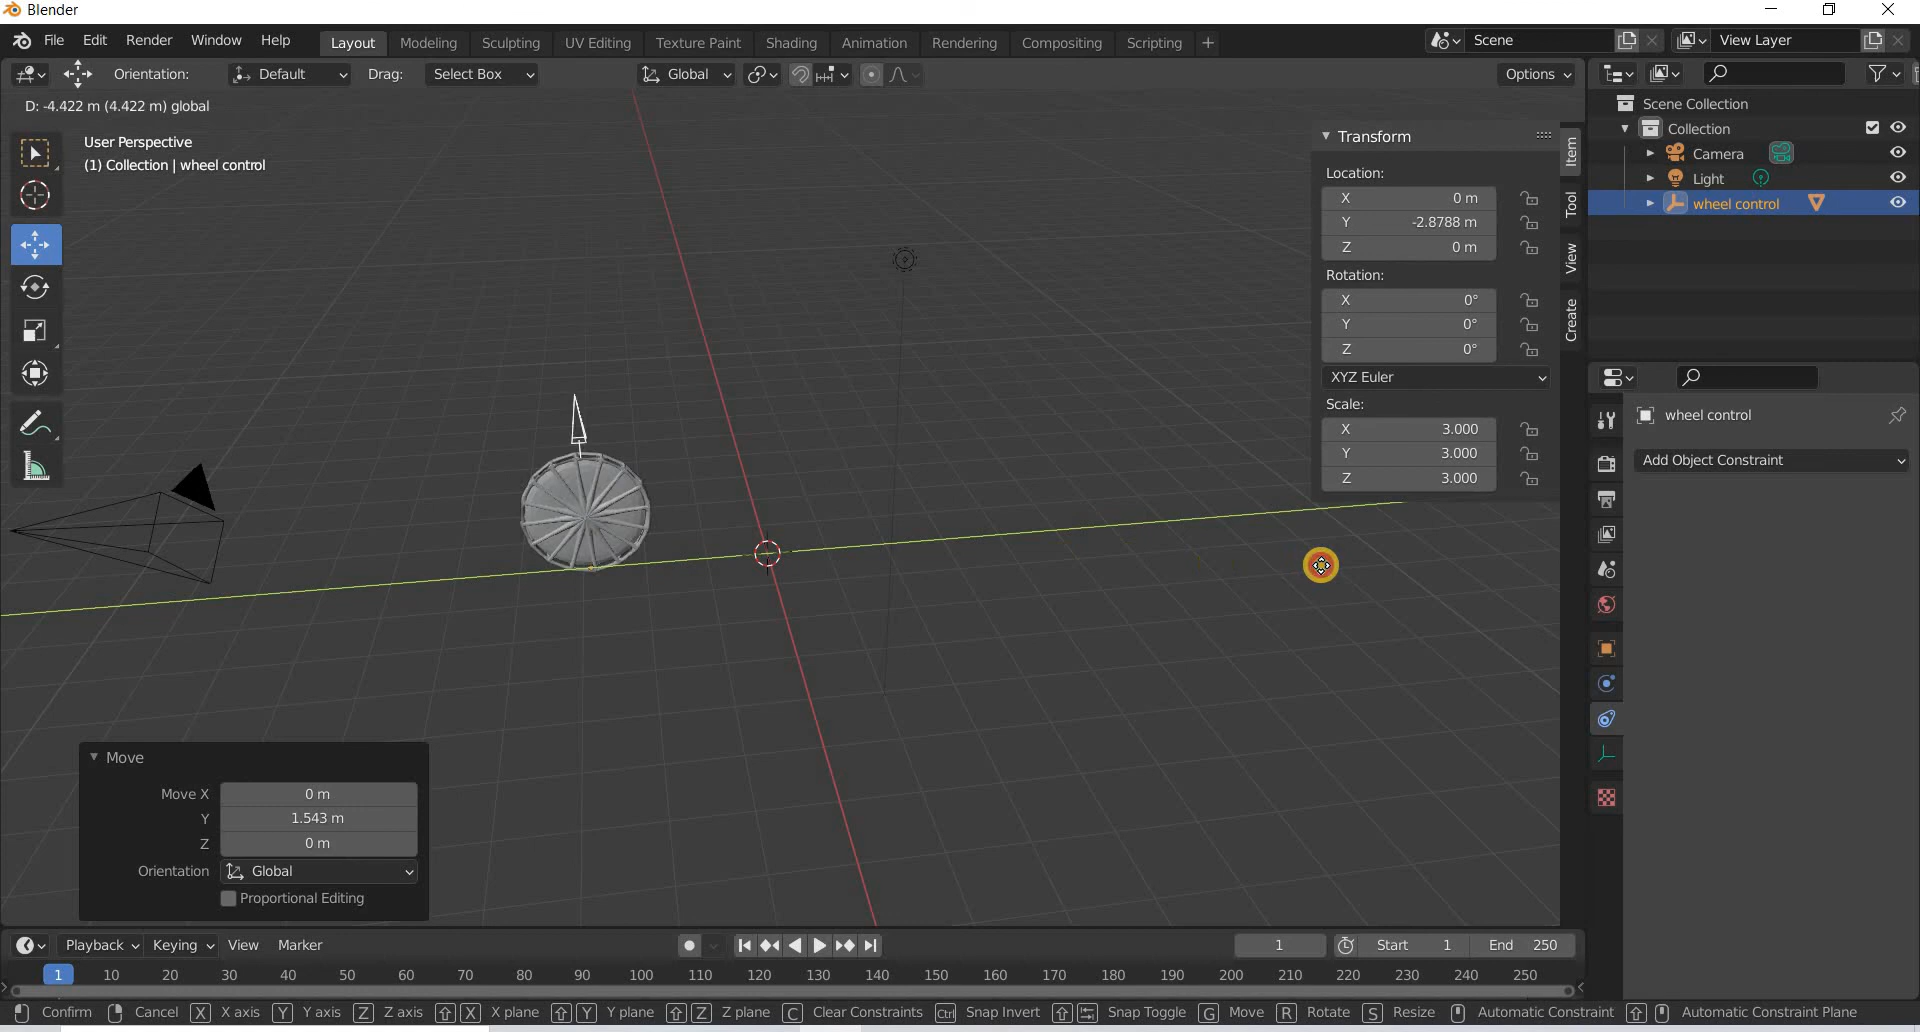 Blender
File Edit Render Window Help Layout Modeling Sculpting UV Editing Texture Paint Shading Animation Rendering Compositing Scripting + Scene View Layer
Orientation: Default Drag: Select Box Global Options
D: -4.422 m (4.422 m) global
User Perspective
(1) Collection | wheel control
Transform
Location:
X 0 m
Y -2.8788 m
Z 0 m
Rotation:
X 0°
Y 0°
Z 0°
XYZ Euler
Scale:
X 3.000
Y 3.000
Z 3.000
Item
Tool
View
Create
Scene Collection
Collection
Camera
Light
wheel control
wheel control
Add Object Constraint
Move
Move X 0 m
Y 1.543 m
Z 0 m
Orientation Global
Proportional Editing
Playback Keying View Marker 1 Start 1 End 250
1 10 20 30 40 50 60 70 80 90 100 110 120 130 140 150 160 170 180 190 200 210 220 230 240 250
Confirm Cancel X X axis Y Y axis Z Z axis X X plane Y Y plane Z Z plane C Clear Constraints Ctrl Snap Invert Snap Toggle G Move R Rotate S Resize Automatic Constraint Automatic Constraint Plane